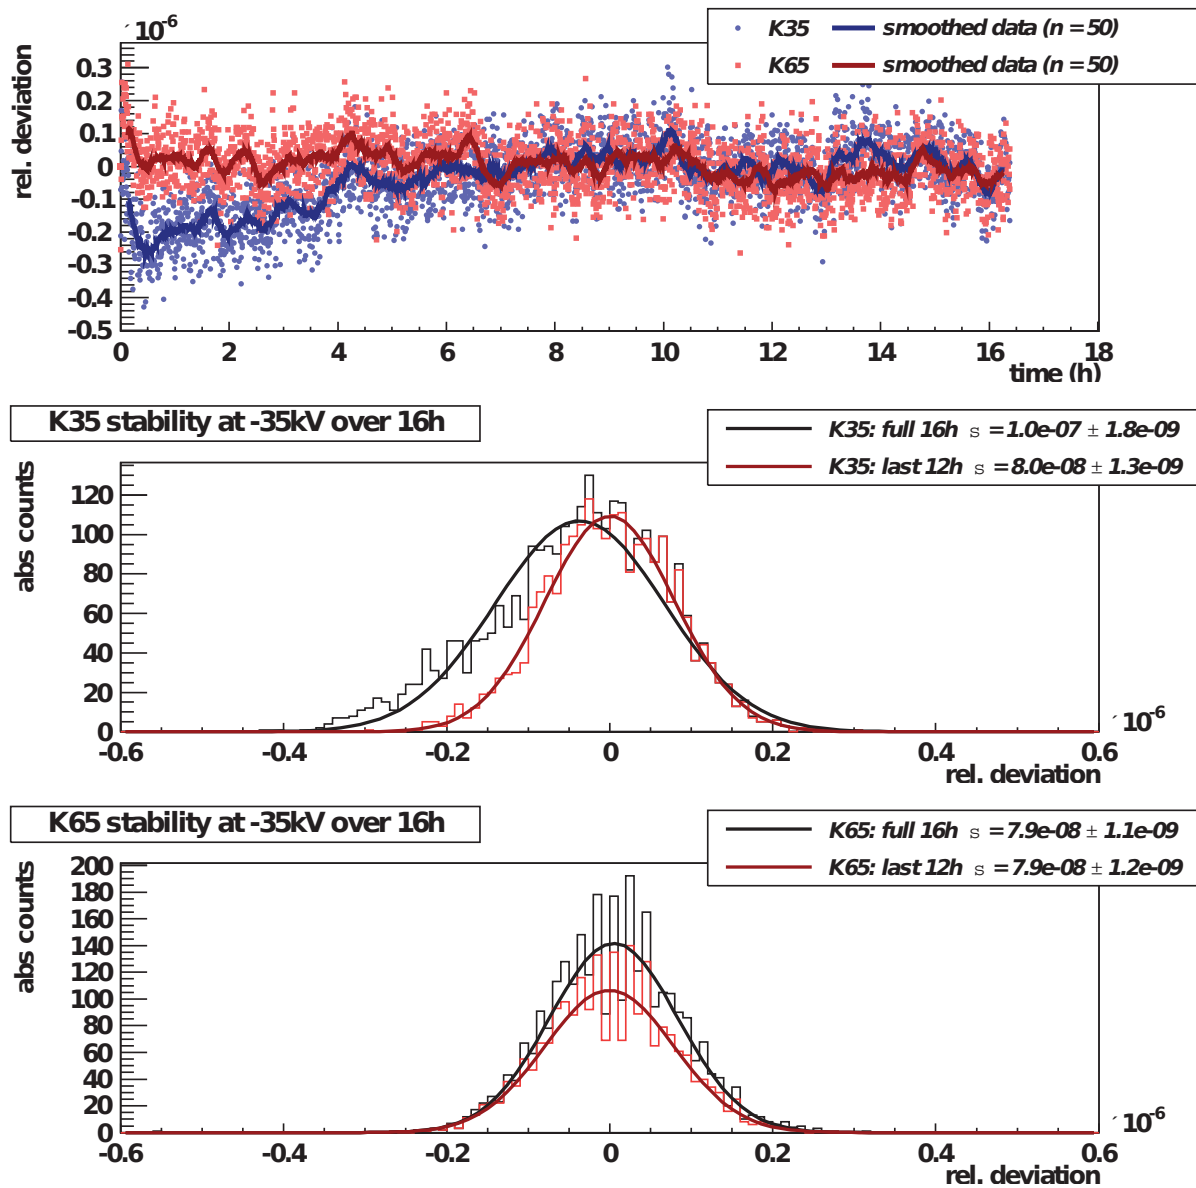 ´10⁻⁶
K35 smoothed data (n = 50)
K65 smoothed data (n = 50)
rel. deviation
0.3
0.2
0.1
0
-0.1
-0.2
-0.3
-0.4
-0.5
0 2 4 6 8 10 12 14 16 18
time (h)
K35 stability at -35kV over 16h
K35: full 16h s = 1.0e-07 ± 1.8e-09
K35: last 12h s = 8.0e-08 ± 1.3e-09
abs counts
120
100
80
60
40
20
0
´10⁻⁶
-0.6 -0.4 -0.2 0 0.2 0.4 0.6
rel. deviation
K65 stability at -35kV over 16h
K65: full 16h s = 7.9e-08 ± 1.1e-09
K65: last 12h s = 7.9e-08 ± 1.2e-09
abs counts
200
180
160
140
120
100
80
60
40
20
0
´10⁻⁶
-0.6 -0.4 -0.2 0 0.2 0.4 0.6
rel. deviation